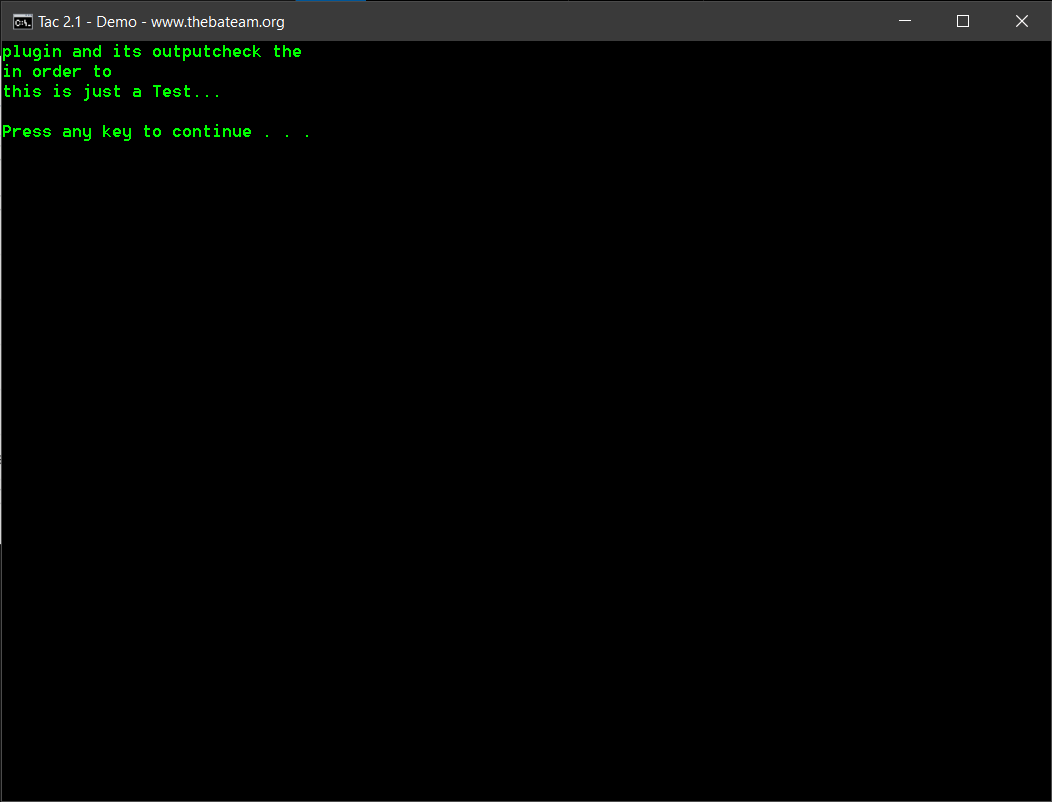 Tac 2.1 - Demo - www.thebateam.org
plugin and its outputcheck the
in order to
this is just a Test...
Press any key to continue . . .